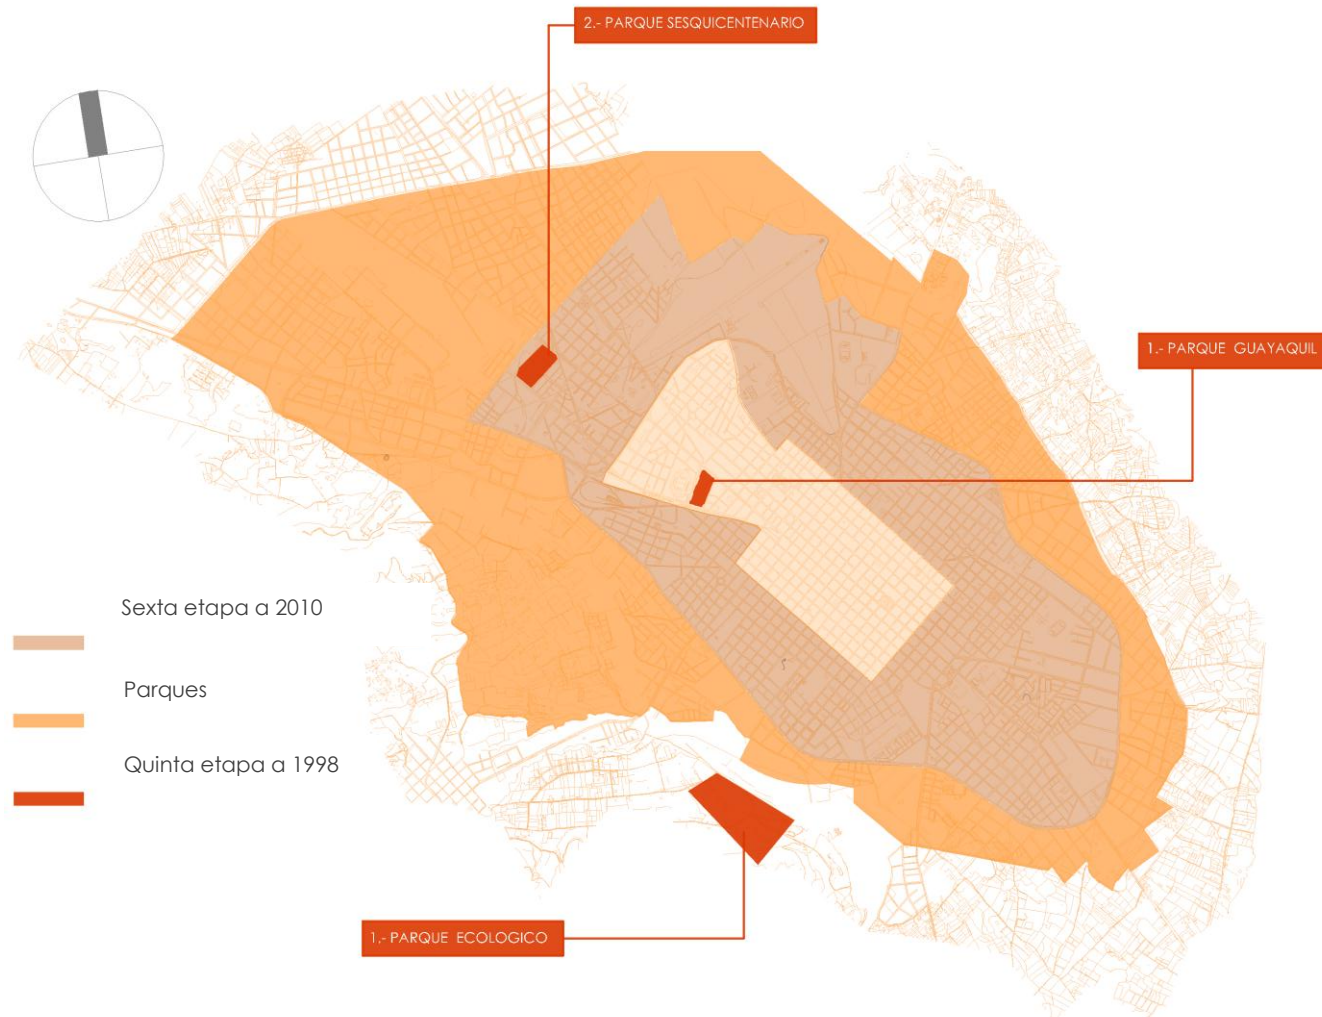 2.- PARQUE SESQUICENTENARIO
1.- PARQUE GUAYAQUIL
Sexta etapa a 2010
Parques
Quinta etapa a 1998
1.- PARQUE ECOLOGICO